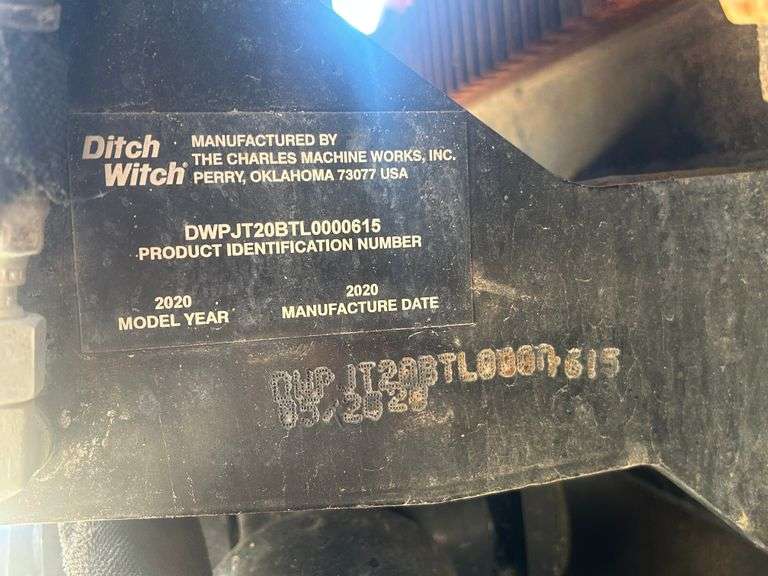 Ditch Witch®
MANUFACTURED BY
THE CHARLES MACHINE WORKS, INC.
PERRY, OKLAHOMA 73077 USA
DWPJT20BTL0000615
PRODUCT IDENTIFICATION NUMBER
2020
MODEL YEAR
2020
MANUFACTURE DATE
DWPJT20BTL0000615
03/2020